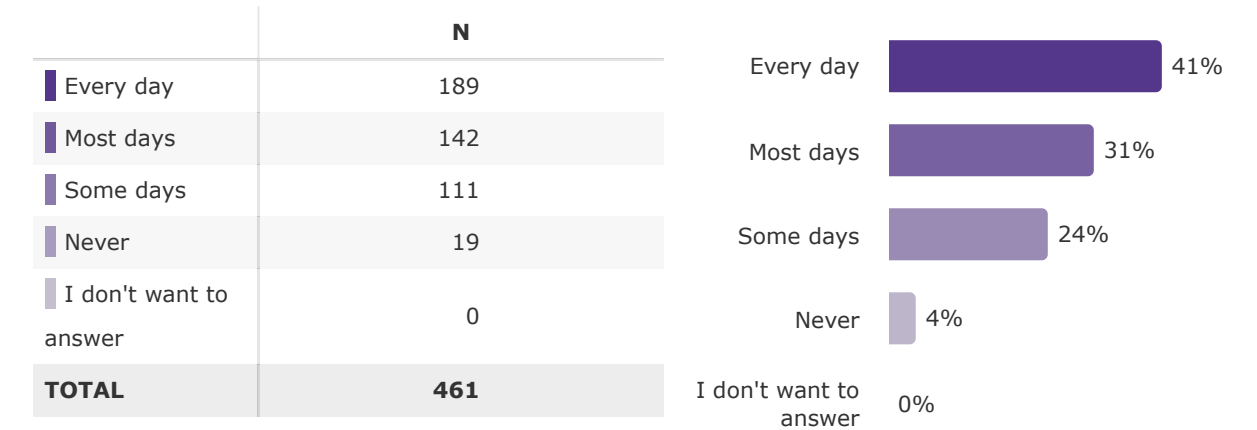 N
Every day 189
Most days 142
Some days 111
Never 19
I don't want to
answer
0
TOTAL 461
Every day 41%
Most days 31%
Some days 24%
Never 4%
I don't want to
answer
0%